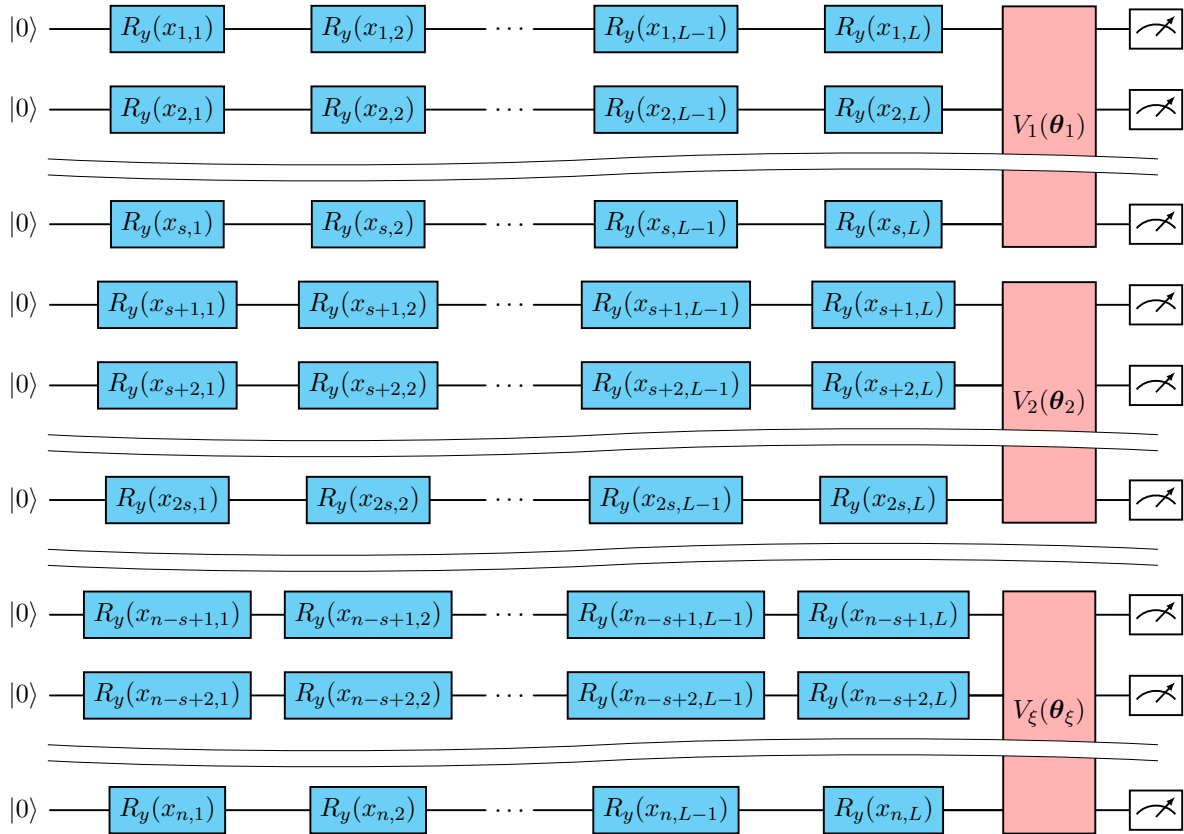 |0⟩ R_y(x_{1,1}) R_y(x_{1,2}) ⋯ R_y(x_{1,L−1}) R_y(x_{1,L})
|0⟩ R_y(x_{2,1}) R_y(x_{2,2}) ⋯ R_y(x_{2,L−1}) R_y(x_{2,L})
V_1(θ_1)
|0⟩ R_y(x_{s,1}) R_y(x_{s,2}) ⋯ R_y(x_{s,L−1}) R_y(x_{s,L})
|0⟩ R_y(x_{s+1,1}) R_y(x_{s+1,2}) ⋯ R_y(x_{s+1,L−1}) R_y(x_{s+1,L})
|0⟩ R_y(x_{s+2,1}) R_y(x_{s+2,2}) ⋯ R_y(x_{s+2,L−1}) R_y(x_{s+2,L})
V_2(θ_2)
|0⟩ R_y(x_{2s,1}) R_y(x_{2s,2}) ⋯ R_y(x_{2s,L−1}) R_y(x_{2s,L})
|0⟩ R_y(x_{n−s+1,1}) R_y(x_{n−s+1,2}) ⋯ R_y(x_{n−s+1,L−1}) R_y(x_{n−s+1,L})
|0⟩ R_y(x_{n−s+2,1}) R_y(x_{n−s+2,2}) ⋯ R_y(x_{n−s+2,L−1}) R_y(x_{n−s+2,L})
V_ξ(θ_ξ)
|0⟩ R_y(x_{n,1}) R_y(x_{n,2}) ⋯ R_y(x_{n,L−1}) R_y(x_{n,L})